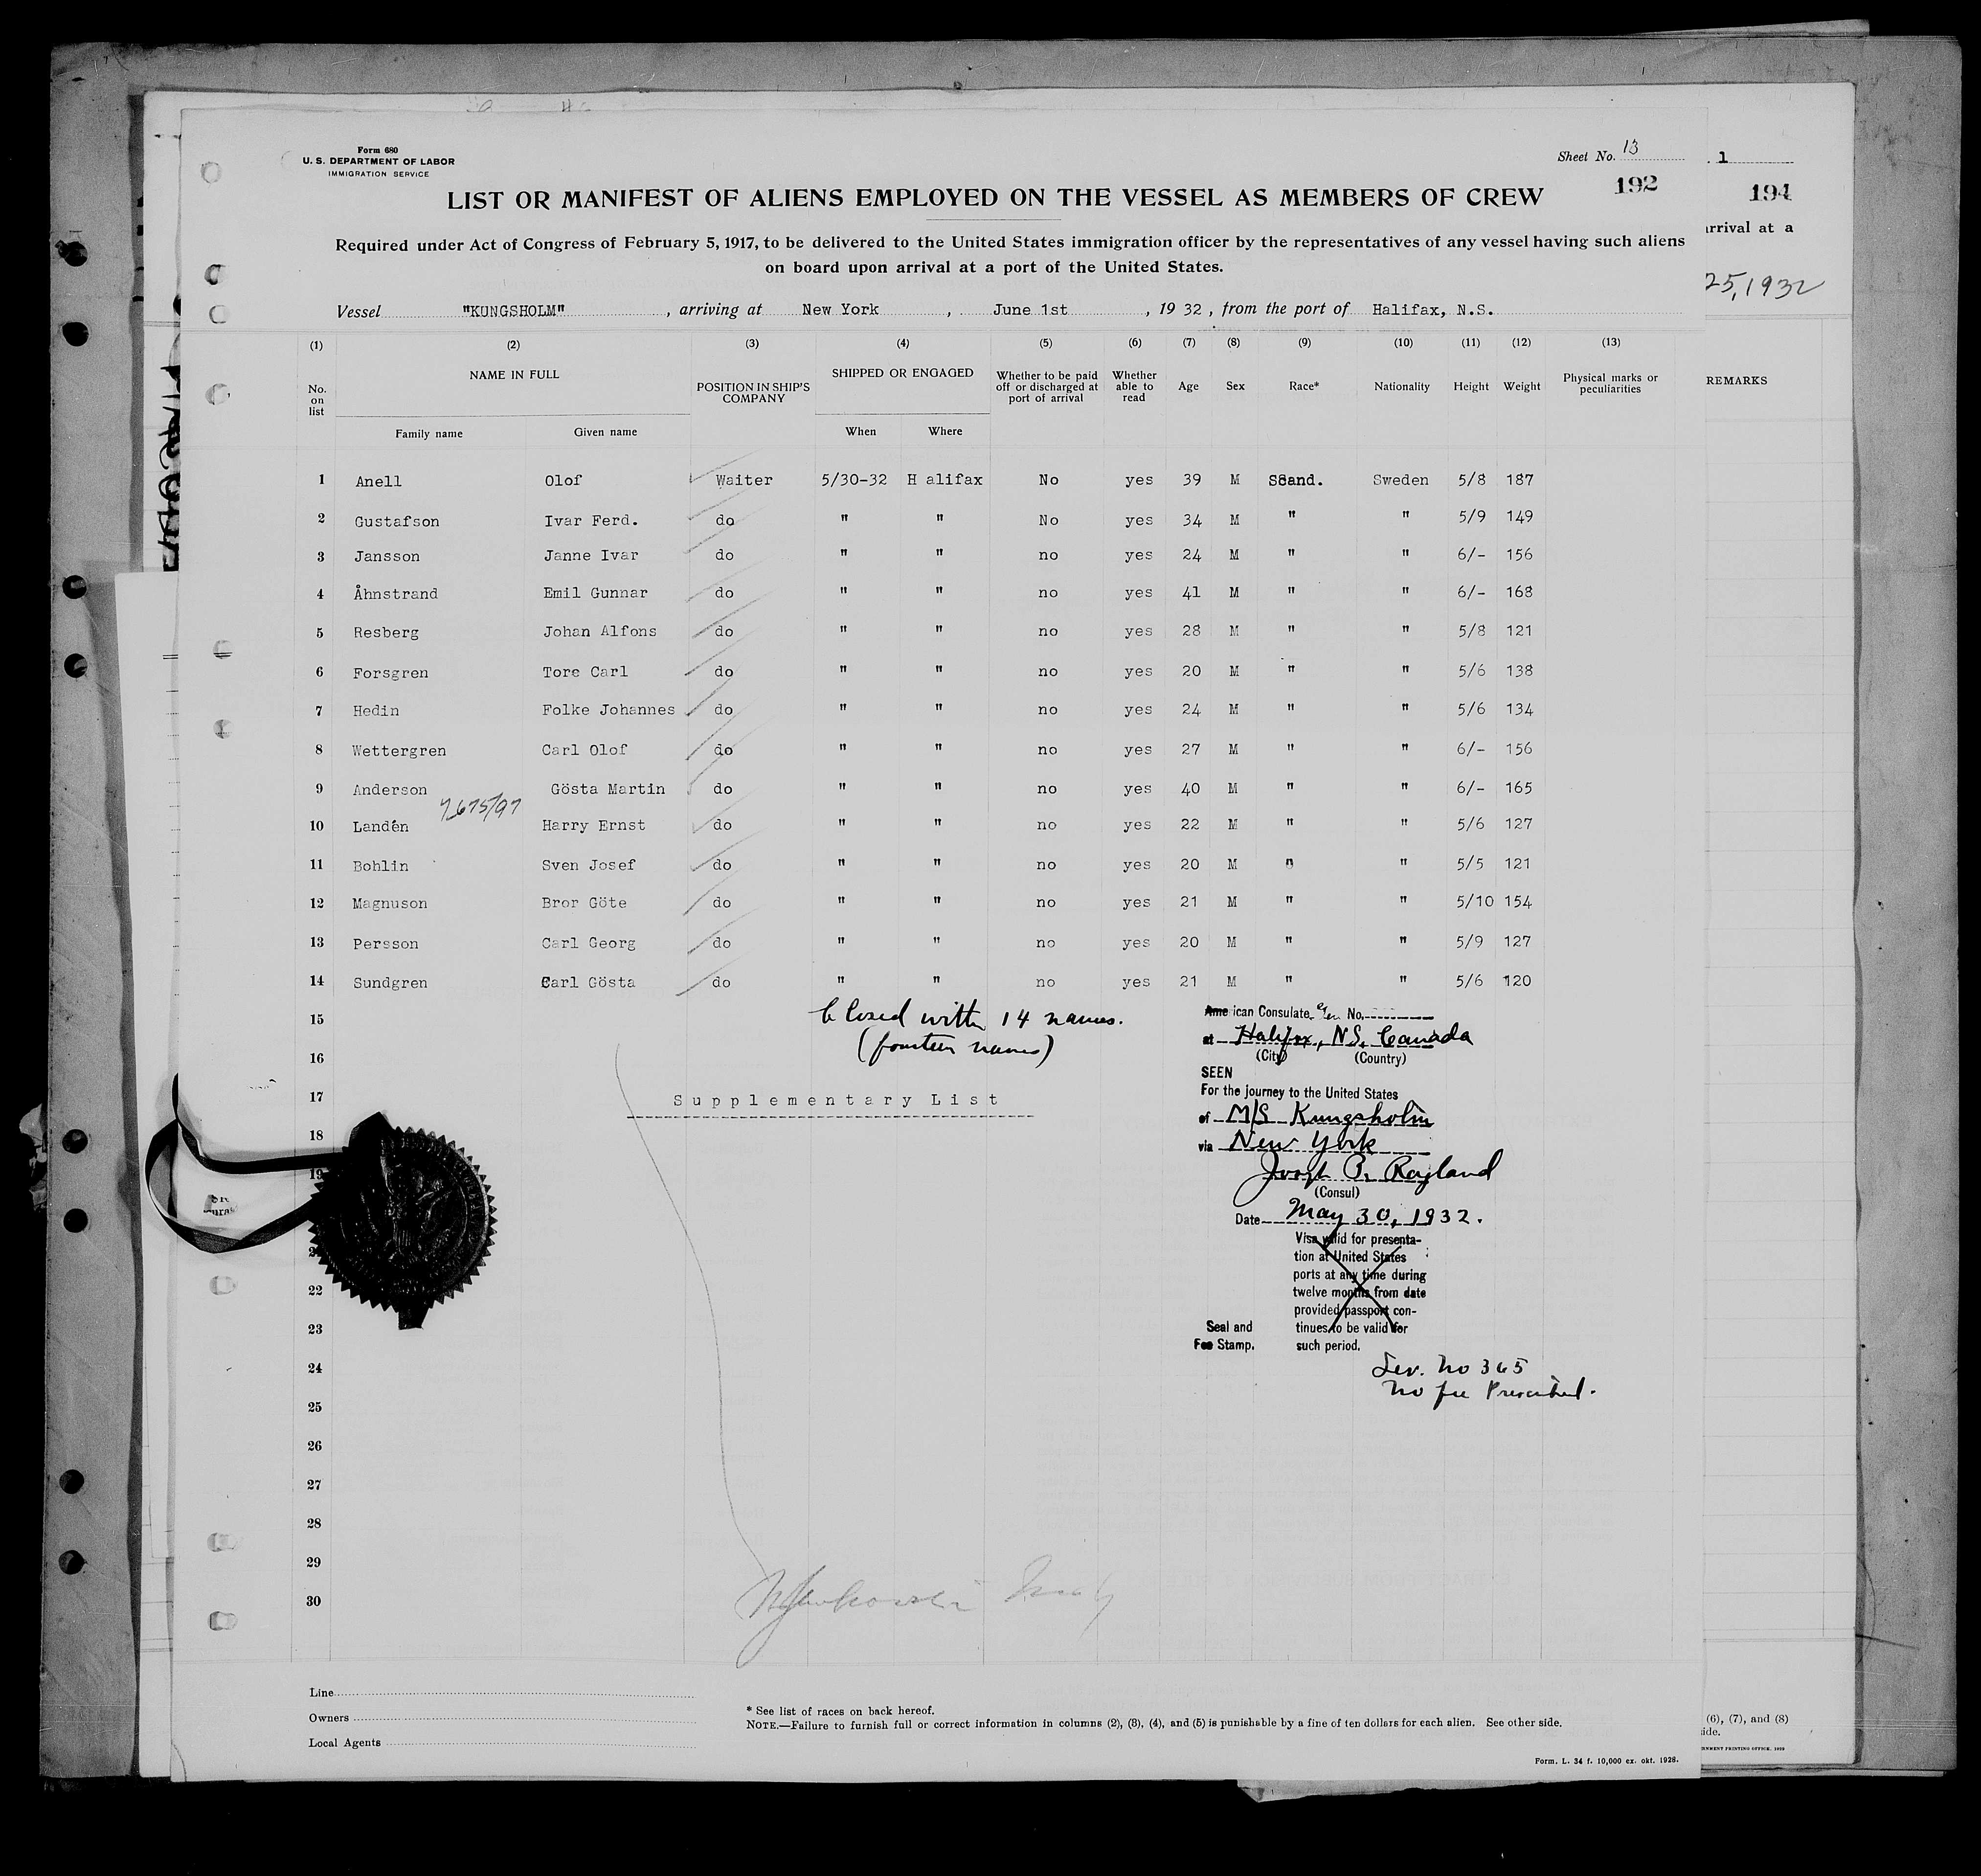 Form 680
U. S. DEPARTMENT OF LABOR
IMMIGRATION SERVICE
Sheet No. 13
1
192
194
LIST OR MANIFEST OF ALIENS EMPLOYED ON THE VESSEL AS MEMBERS OF CREW
Required under Act of Congress of February 5, 1917, to be delivered to the United States immigration officer by the representatives of any vessel having such aliens
on board upon arrival at a port of the United States.
arrival at a
25, 1932
Vessel "KUNGSHOLM", arriving at New York, June 1st, 1932, from the port of Halifax, N.S.
(1) (2) (3) (4) (5) (6) (7) (8) (9) (10) (11) (12) (13)
No. on list NAME IN FULL POSITION IN SHIP'S COMPANY SHIPPED OR ENGAGED Whether to be paid off or discharged at port of arrival Whether able to read Age Sex Race* Nationality Height Weight Physical marks or peculiarities REMARKS
Family name Given name When Where
1 Anell Olof Waiter 5/30-32 H alifax No yes 39 M S8and. Sweden 5/8 187
2 Gustafson Ivar Ferd. do " " No yes 34 M " " 5/9 149
3 Jansson Janne Ivar do " " no yes 24 M " " 6/- 156
4 Åhnstrand Emil Gunnar do " " no yes 41 M " " 6/- 168
5 Resberg Johan Alfons do " " no yes 28 M " " 5/8 121
6 Forsgren Tore Carl do " " no yes 20 M " " 5/6 138
7 Hedin Folke Johannes do " " no yes 24 M " " 5/6 134
8 Wettergren Carl Olof do " " no yes 27 M " " 6/- 156
9 Anderson Gösta Martin do " " no yes 40 M " " 6/- 165
7675/97
10 Landén Harry Ernst do " " no yes 22 M " " 5/6 127
11 Bohlin Sven Josef do " " no yes 20 M " " 5/5 121
12 Magnuson Bror Göte do " " no yes 21 M " " 5/10 154
13 Persson Carl Georg do " " no yes 20 M " " 5/9 127
14 Sundgren Carl Gösta do " " no yes 21 M " " 5/6 120
15
Closed with 14 names.
(fourteen names)
16
17
Supplementary List
18
19
22
23
24
25
26
27
28
29
30
American Consulate Gen No.
at Halifax, N.S. Canada
(City) (Country)
SEEN
For the journey to the United States
of M/S Kungsholm
via New York
Joseph P. Ragland
(Consul)
Date May 30, 1932.
Visa valid for presenta-
tion at United States
ports at any time during
twelve months from date
provided passport con-
tinues to be valid for
such period.
Seal and
Fee Stamp.
Ser. No 365
No fee Prescribed.
Line
Owners
Local Agents
* See list of races on back hereof.
NOTE.—Failure to furnish full or correct information in columns (2), (3), (4), and (5) is punishable by a fine of ten dollars for each alien. See other side.
Form. L. 34 f. 10,000 ex. okt. 1928.
(6), (7), and (8)
side.